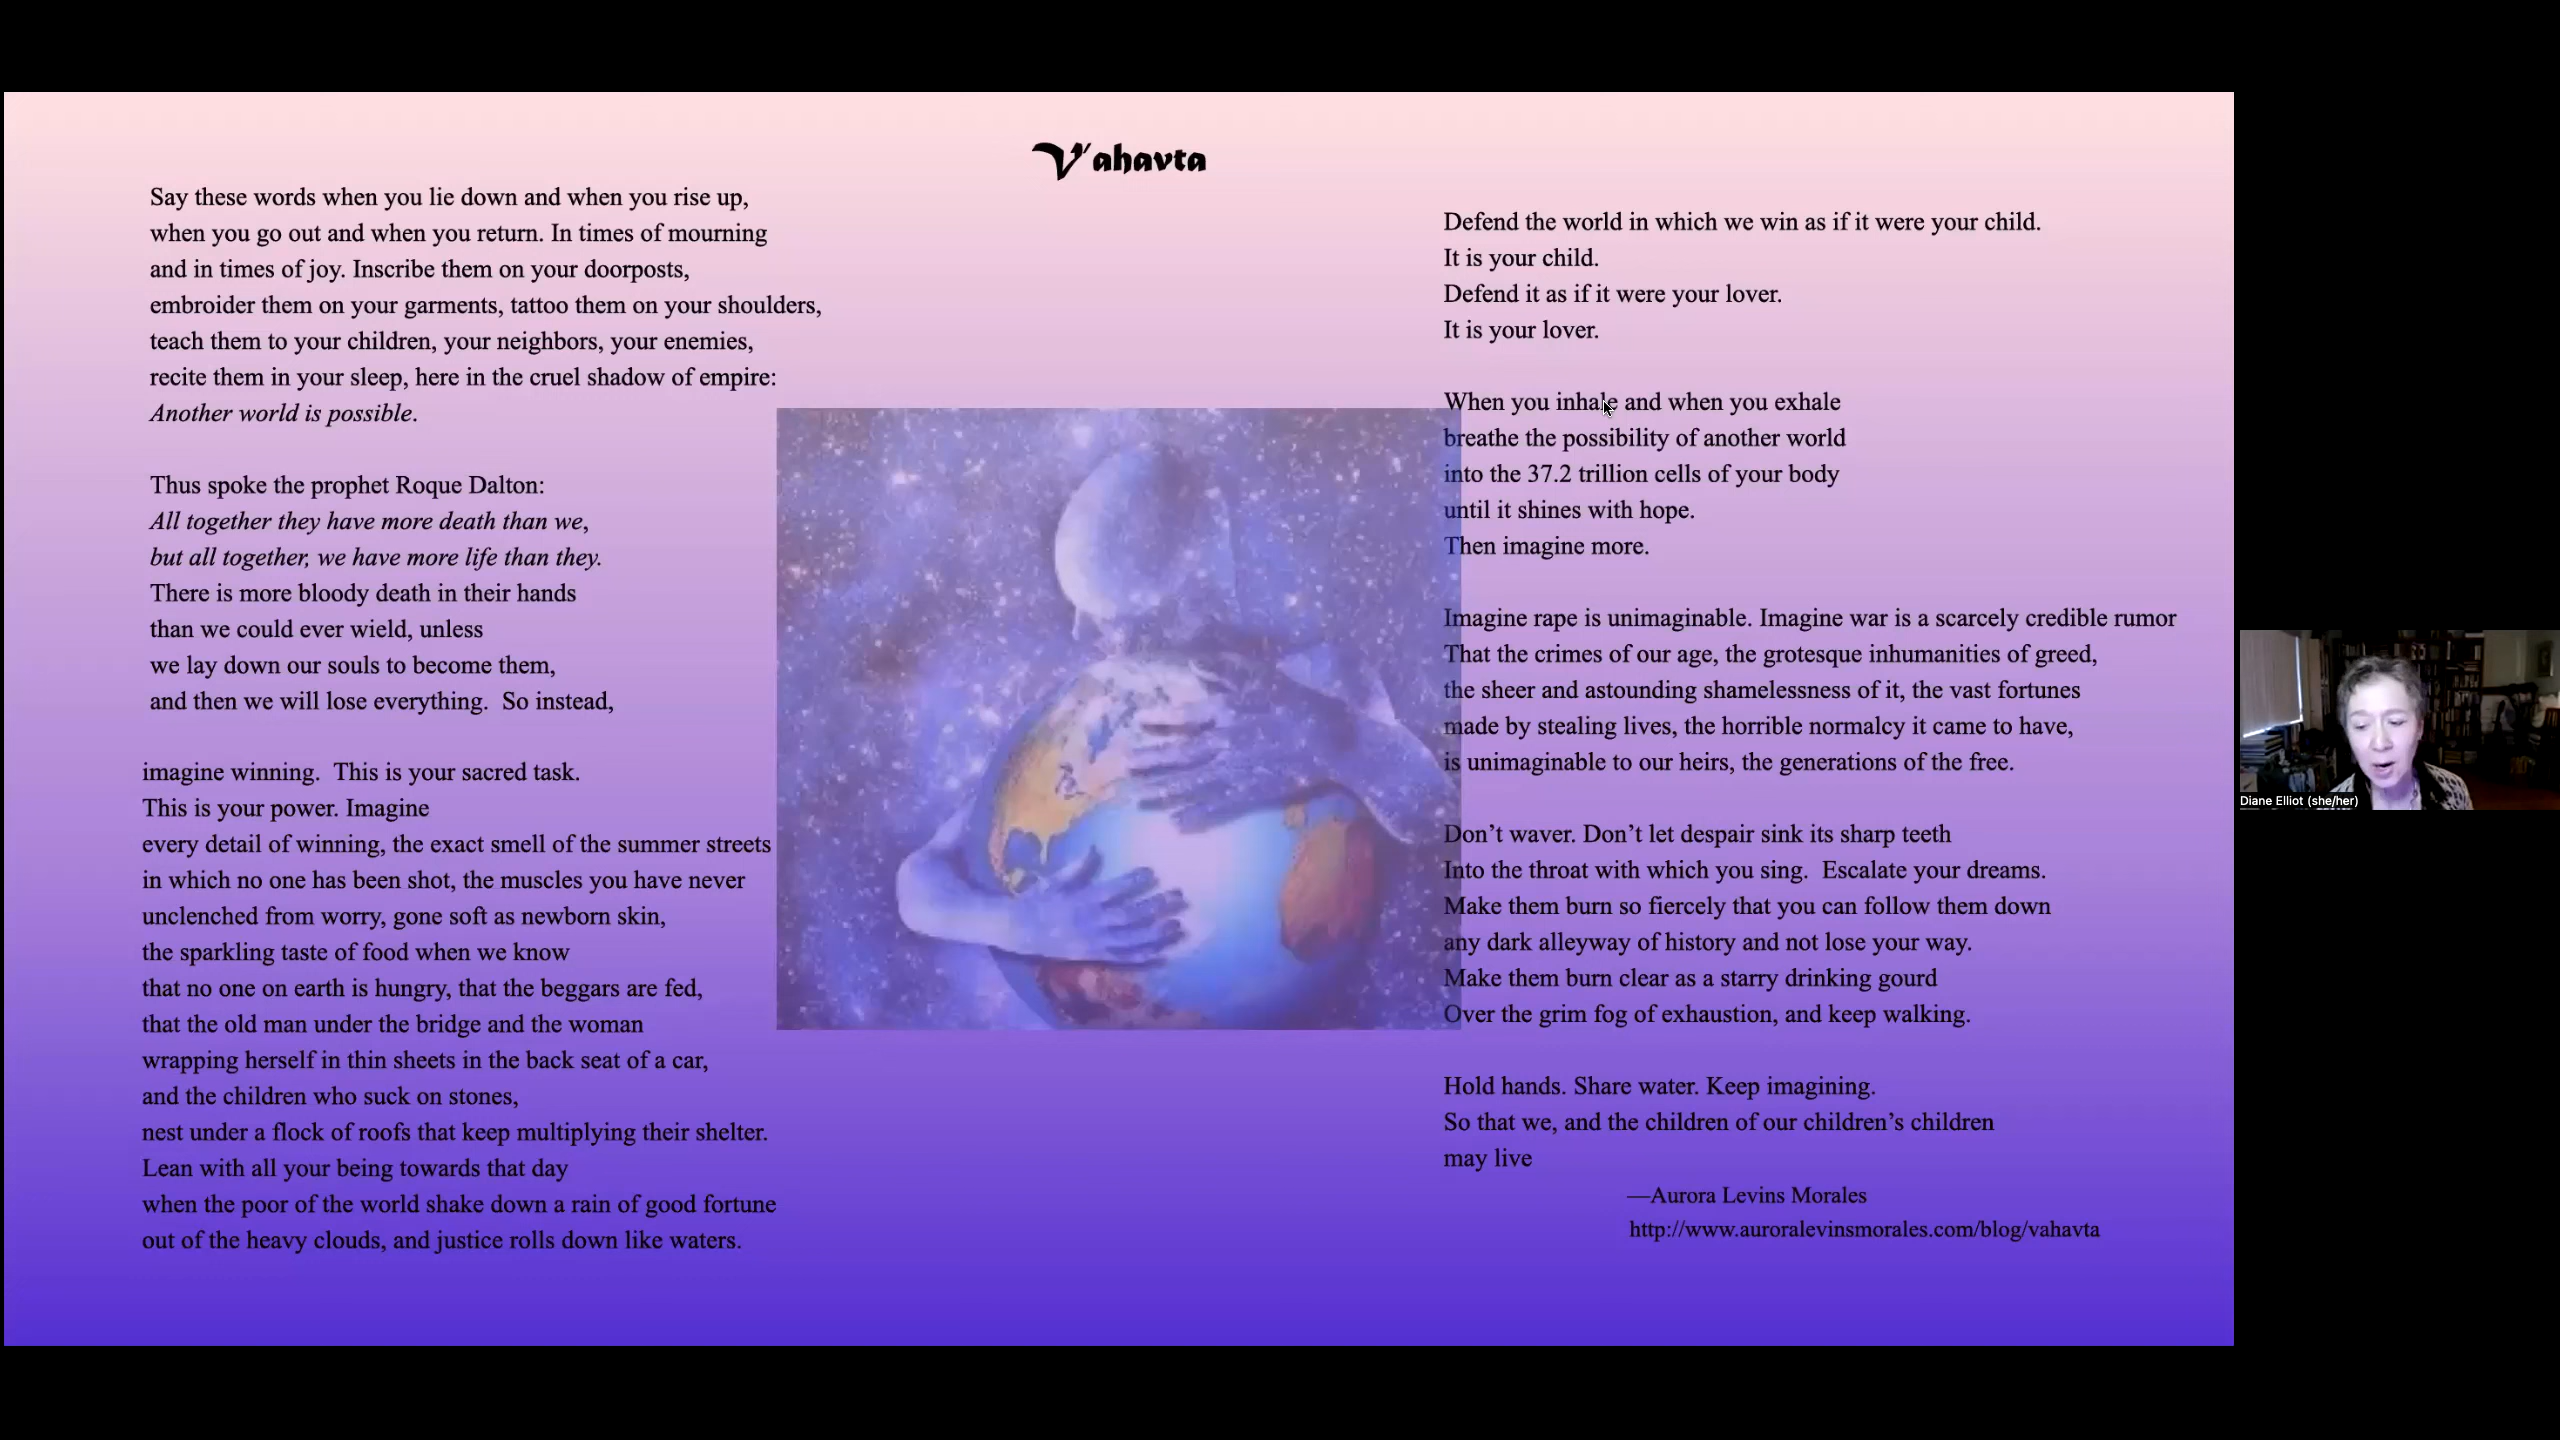 V'ahavta
Say these words when you lie down and when you rise up,
when you go out and when you return. In times of mourning
and in times of joy. Inscribe them on your doorposts,
embroider them on your garments, tattoo them on your shoulders,
teach them to your children, your neighbors, your enemies,
recite them in your sleep, here in the cruel shadow of empire:
Another world is possible.
Thus spoke the prophet Roque Dalton:
All together they have more death than we,
but all together, we have more life than they.
There is more bloody death in their hands
than we could ever wield, unless
we lay down our souls to become them,
and then we will lose everything.  So instead,
imagine winning.  This is your sacred task.
This is your power. Imagine
every detail of winning, the exact smell of the summer streets
in which no one has been shot, the muscles you have never
unclenched from worry, gone soft as newborn skin,
the sparkling taste of food when we know
that no one on earth is hungry, that the beggars are fed,
that the old man under the bridge and the woman
wrapping herself in thin sheets in the back seat of a car,
and the children who suck on stones,
nest under a flock of roofs that keep multiplying their shelter.
Lean with all your being towards that day
when the poor of the world shake down a rain of good fortune
out of the heavy clouds, and justice rolls down like waters.
Defend the world in which we win as if it were your child.
It is your child.
Defend it as if it were your lover.
It is your lover.
When you inhale and when you exhale
breathe the possibility of another world
into the 37.2 trillion cells of your body
until it shines with hope.
Then imagine more.
Imagine rape is unimaginable. Imagine war is a scarcely credible rumor
That the crimes of our age, the grotesque inhumanities of greed,
the sheer and astounding shamelessness of it, the vast fortunes
made by stealing lives, the horrible normalcy it came to have,
is unimaginable to our heirs, the generations of the free.
Don’t waver. Don’t let despair sink its sharp teeth
Into the throat with which you sing.  Escalate your dreams.
Make them burn so fiercely that you can follow them down
any dark alleyway of history and not lose your way.
Make them burn clear as a starry drinking gourd
Over the grim fog of exhaustion, and keep walking.
Hold hands. Share water. Keep imagining.
So that we, and the children of our children’s children
may live
—Aurora Levins Morales
http://www.auroralevinsmorales.com/blog/vahavta
Diane Elliot (she/her)